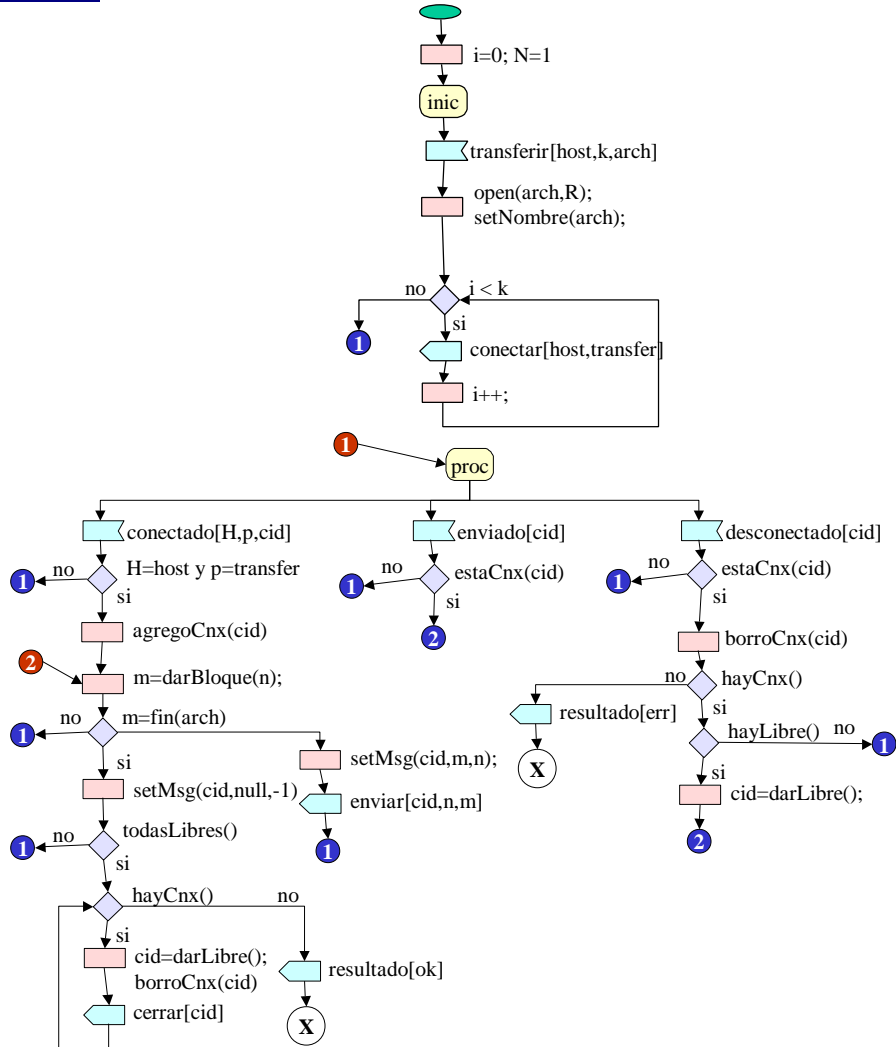 i=0; N=1
inic
transferir[host,k,arch]
open(arch,R);
setNombre(arch);
no
i < k
si
1
conectar[host,transfer]
i++;
1
proc
conectado[H,p,cid]
enviado[cid]
desconectado[cid]
1
no
H=host y p=transfer
si
1
no
estaCnx(cid)
si
1
no
estaCnx(cid)
si
agregoCnx(cid)
2
borroCnx(cid)
2
m=darBloque(n);
no
hayCnx()
si
1
no
m=fin(arch)
si
resultado[err]
X
hayLibre()
no
1
si
setMsg(cid,m,n);
setMsg(cid,null,-1)
enviar[cid,n,m]
1
cid=darLibre();
2
1
no
todasLibres()
si
hayCnx()
no
si
cid=darLibre();
borroCnx(cid)
resultado[ok]
cerrar[cid]
X